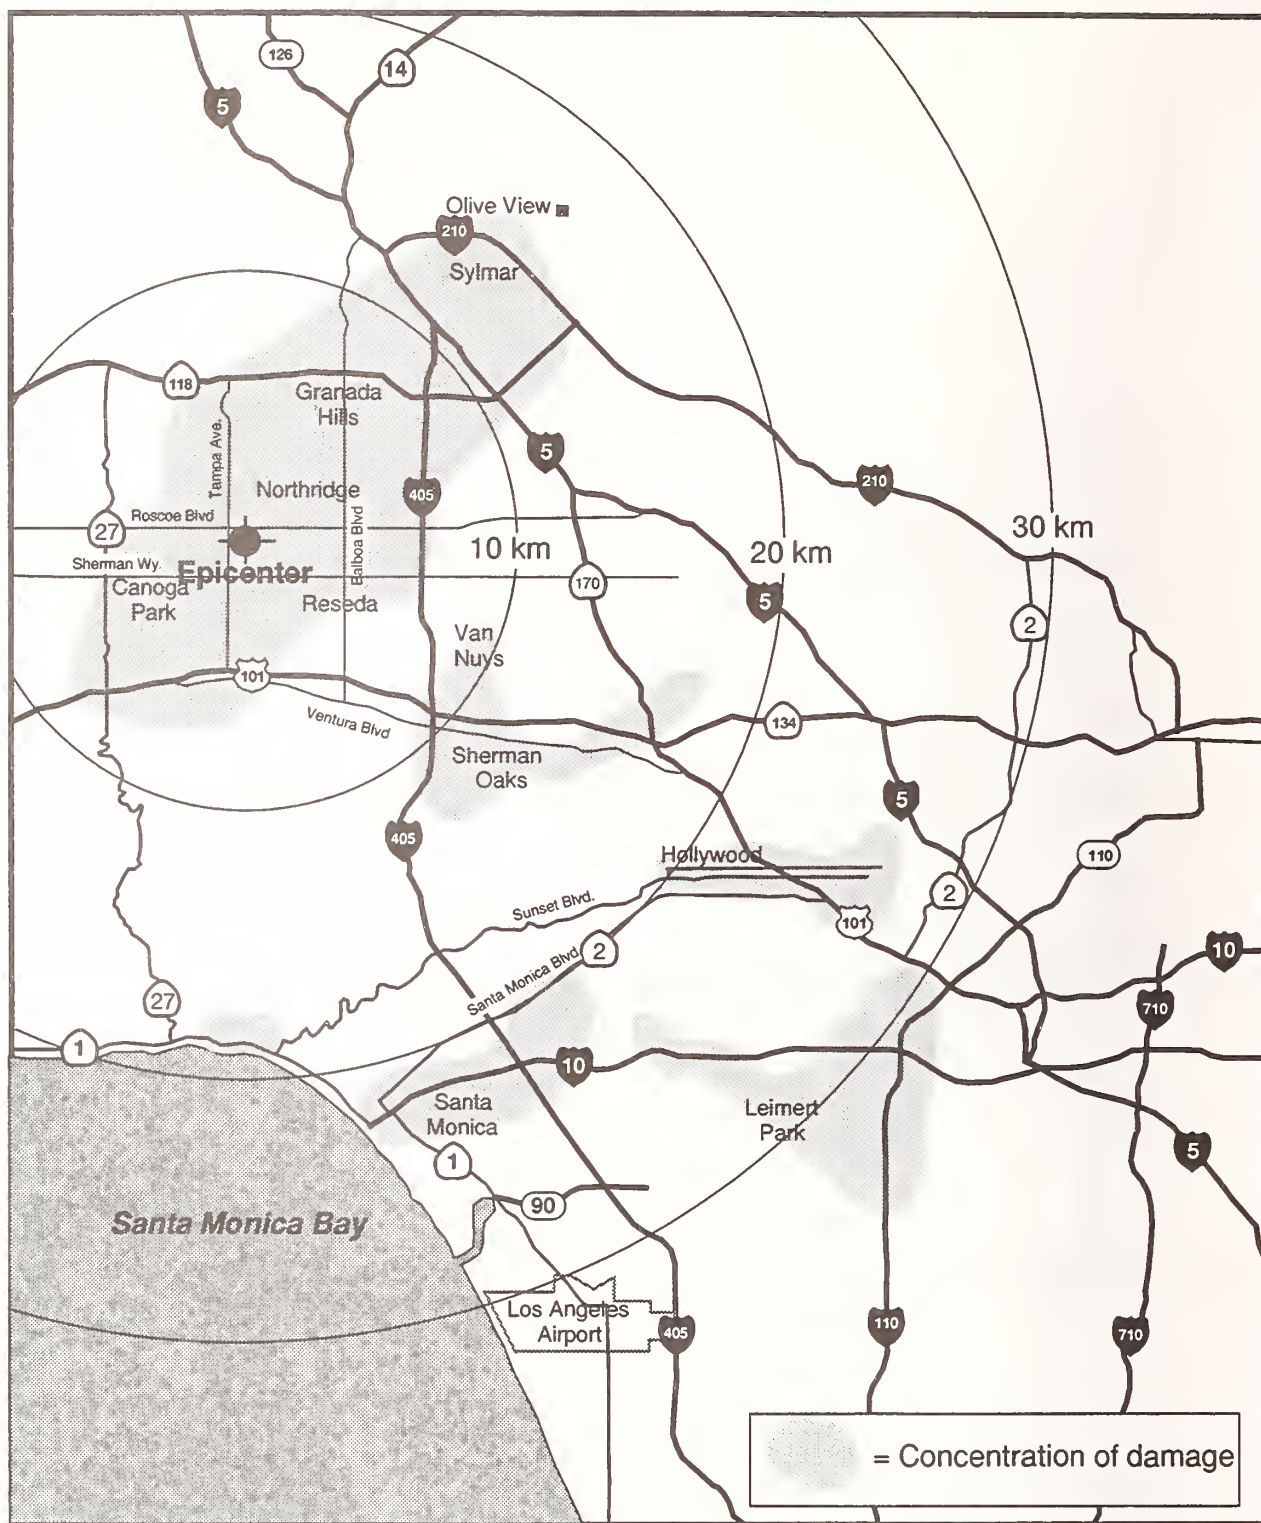 126
14
5
Olive View
210
Sylmar
118
Granada
Hills
Tampa Ave.
5
Northridge
405
210
Roscoe Blvd
27
Balboa Blvd
10 km
20 km
30 km
Sherman Wy.
Epicenter
Canoga
Park
Reseda
170
5
2
Van
Nuys
101
Ventura Blvd
134
Sherman
Oaks
5
405
Hollywood
110
2
Sunset Blvd.
101
Santa Monica Blvd.
2
10
27
710
1
10
Santa
Monica
Leimert
Park
1
5
90
Santa Monica Bay
Los Angeles
Airport
405
110
710
= Concentration of damage